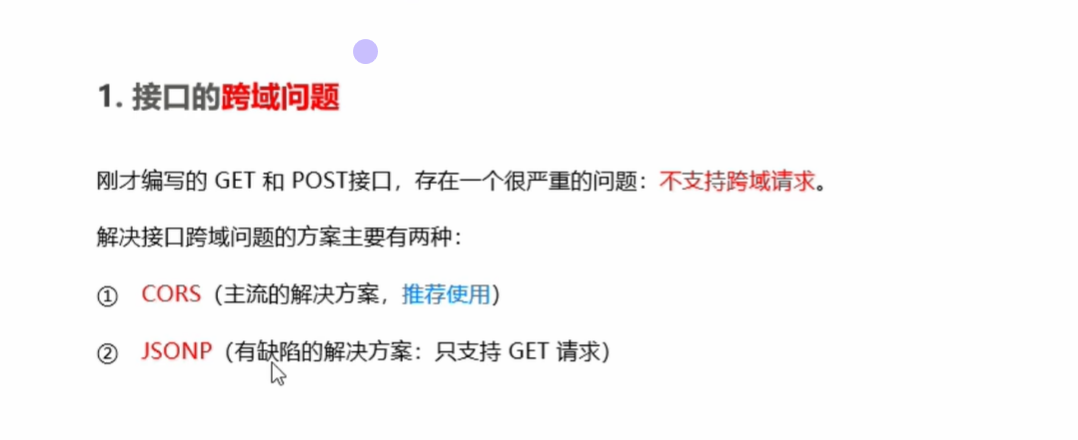 1. 接口的跨域问题
刚才编写的 GET 和 POST接口，存在一个很严重的问题：不支持跨域请求。
解决接口跨域问题的方案主要有两种：
① CORS（主流的解决方案，推荐使用）
② JSONP（有缺陷的解决方案：只支持 GET 请求）